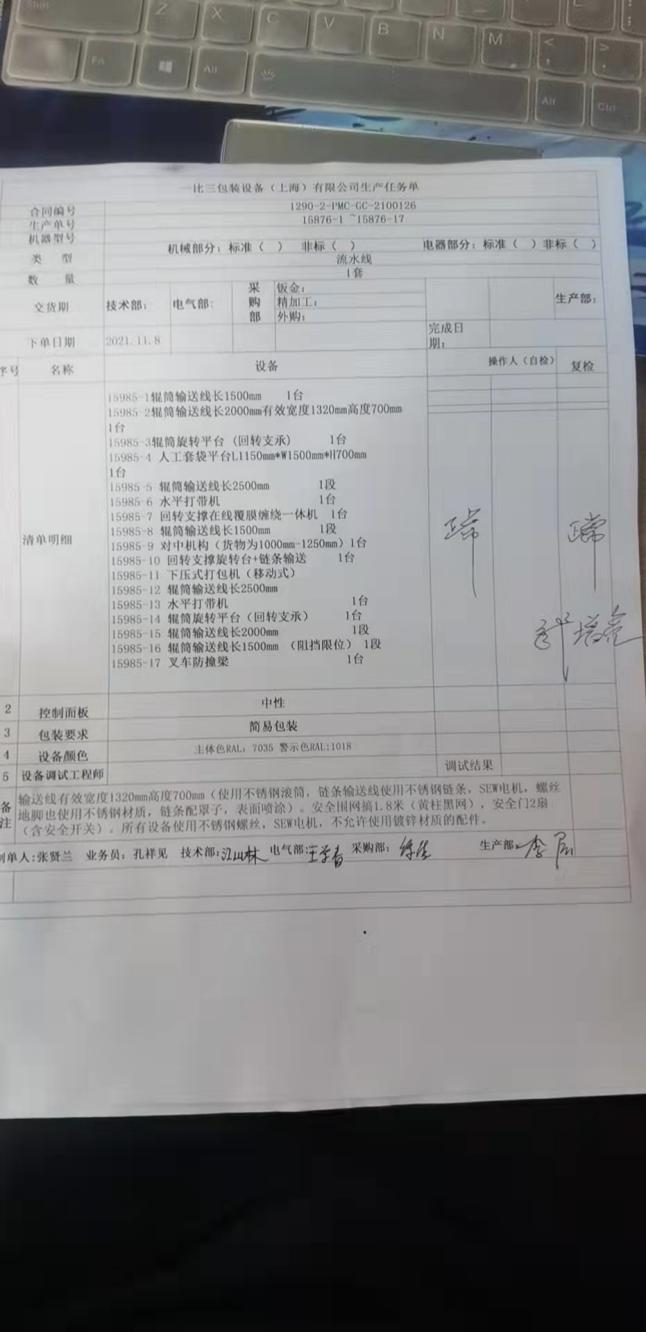 一比三包装设备（上海）有限公司生产任务单
合同编号 1290-2-PMC-GC-2100126
生产单号 15876-1 ~15876-17
机器型号
类 型 机械部分：标准（ ） 非标（ ） 电器部分：标准（ ）非标（ ）
流水线
数 量 1套
交货期 技术部： 电气部： 采购部 钣金： 精加工： 外购： 生产部：
下单日期 2021.11.8 完成日期：
序号 名称 设备 操作人（自检） 复检
清单明细
15985-1辊筒输送线长1500mm 1台
15985-2辊筒输送线长2000mm有效宽度1320mm高度700mm
1台
15985-3辊筒旋转平台（回转支承） 1台
15985-4 人工套袋平台L1150mm*W1500mm*H700mm
1台
15985-5 辊筒输送线长2500mm 1段
15985-6 水平打带机 1台
15985-7 回转支撑在线覆膜缠绕一体机 1台
15985-8 辊筒输送线长1500mm 1段
15985-9 对中机构（货物为1000mm-1250mm）1台
15985-10 回转支撑旋转台+链条输送 1台
15985-11 下压式打包机（移动式）
15985-12 辊筒输送线长2500mm
15985-13 水平打带机 1台
15985-14 辊筒旋转平台（回转支承） 1台
15985-15 辊筒输送线长2000mm 1段
15985-16 辊筒输送线长1500mm （阻挡限位） 1段
15985-17 叉车防撞梁 1台
2 控制面板 中性
3 包装要求 简易包装
4 设备颜色 主体色RAL：7035 警示色RAL:1018
5 设备调试工程师 调试结果
备注 输送线有效宽度1320mm高度700mm（使用不锈钢滚筒，链条输送线使用不锈钢链条，SEW电机，螺丝
地脚也使用不锈钢材质，链条配罩子，表面喷涂）。安全围网搞1.8米（黄柱黑网），安全门2扇
（含安全开关）。所有设备使用不锈钢螺丝，SEW电机，不允许使用镀锌材质的配件。
制单人:张贤兰 业务员：孔祥见 技术部: 电气部: 采购部： 生产部: